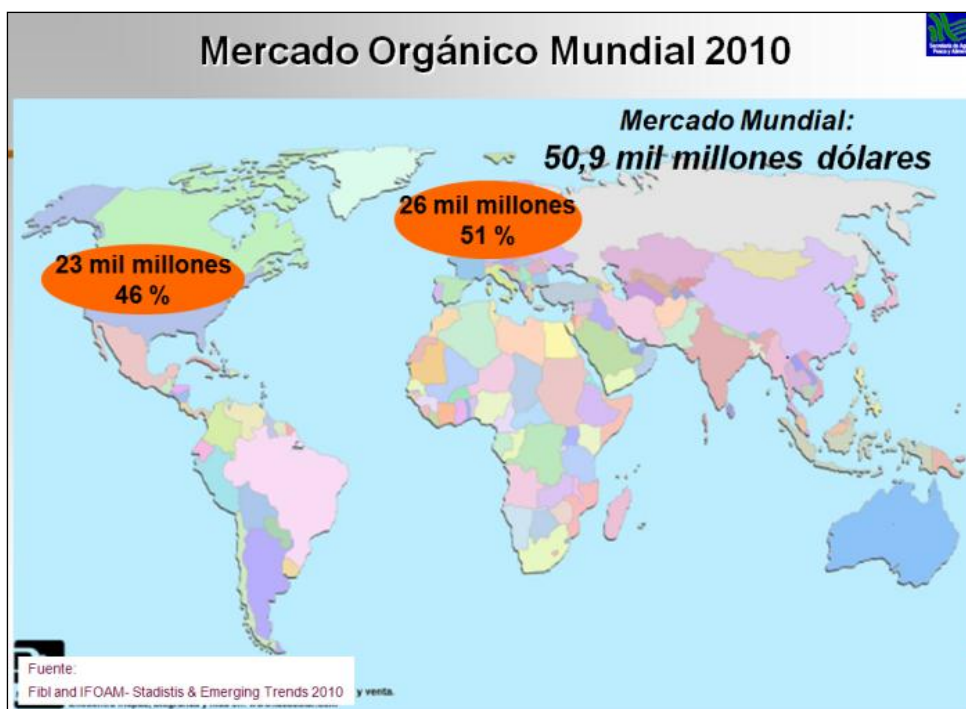 Mercado Orgánico Mundial 2010
Mercado Mundial:
50,9 mil millones dólares
26 mil millones
51 %
23 mil millones
46 %
Fuente:
Fibl and IFOAM- Stadistis & Emerging Trends 2010
y venta.